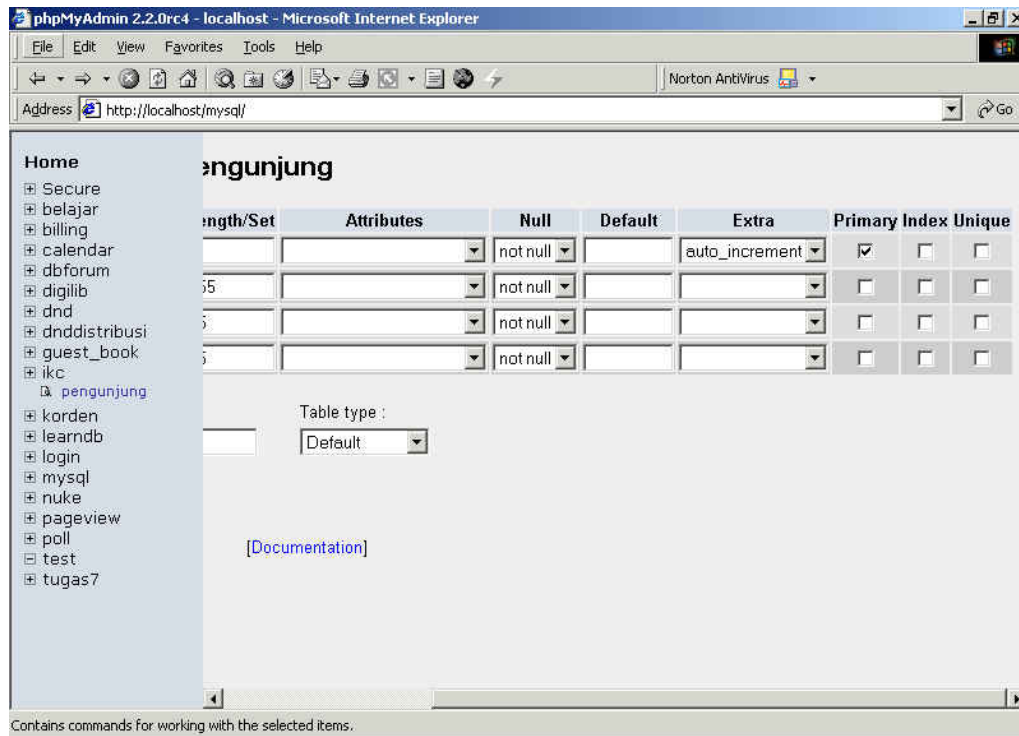 phpMyAdmin 2.2.0rc4 - localhost - Microsoft Internet Explorer
File Edit View Favorites Tools Help
Norton AntiVirus
Address http://localhost/mysql/ Go
Home
Secure
belajar
billing
calendar
dbforum
digilib
dnd
dnddistribusi
guest_book
ikc
pengunjung
korden
learndb
login
mysql
nuke
pageview
poll
test
tugas7
engunjung
ength/Set Attributes Null Default Extra Primary Index Unique
not null auto_increment
55 not null
5 not null
5 not null
Table type :
Default
[Documentation]
Contains commands for working with the selected items.